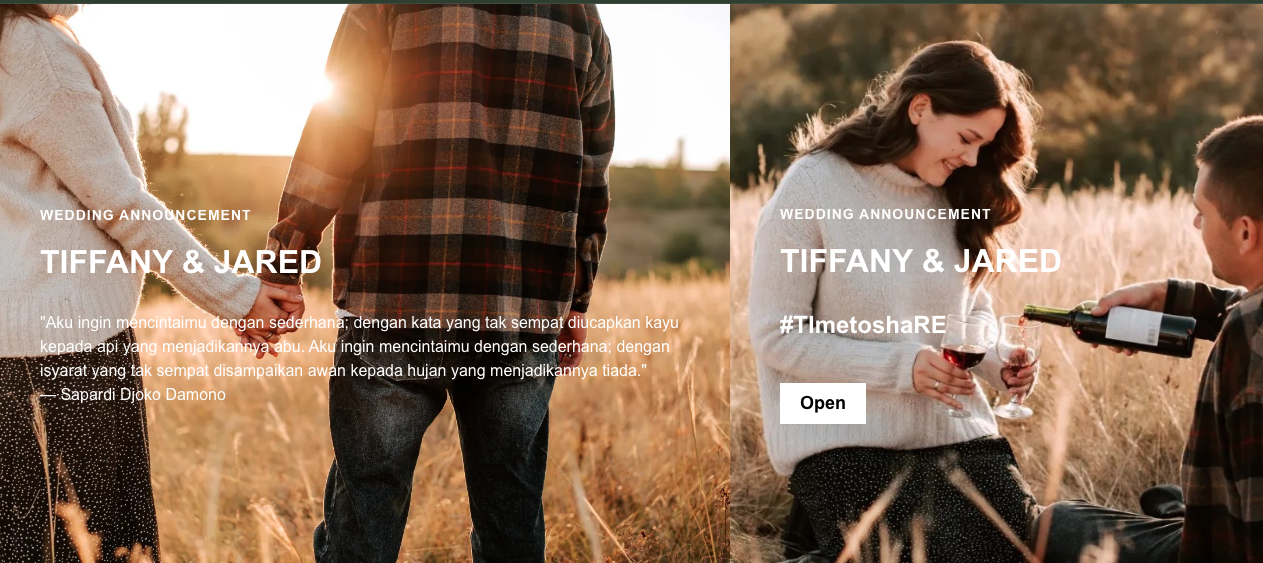 WEDDING ANNOUNCEMENT
TIFFANY & JARED
"Aku ingin mencintaimu dengan sederhana; dengan kata yang tak sempat diucapkan kayu
kepada api yang menjadikannya abu. Aku ingin mencintaimu dengan sederhana; dengan
isyarat yang tak sempat disampaikan awan kepada hujan yang menjadikannya tiada."
— Sapardi Djoko Damono
WEDDING ANNOUNCEMENT
TIFFANY & JARED
#TImetoshaRE
Open